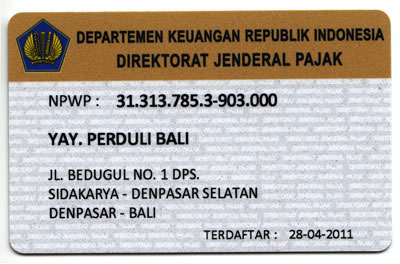 DEPARTEMEN KEUANGAN REPUBLIK INDONESIA
DIREKTORAT JENDERAL PAJAK
NPWP : 31.313.785.3-903.000
YAY. PERDULI BALI
JL. BEDUGUL NO. 1 DPS.
SIDAKARYA - DENPASAR SELATAN
DENPASAR - BALI
TERDAFTAR : 28-04-2011